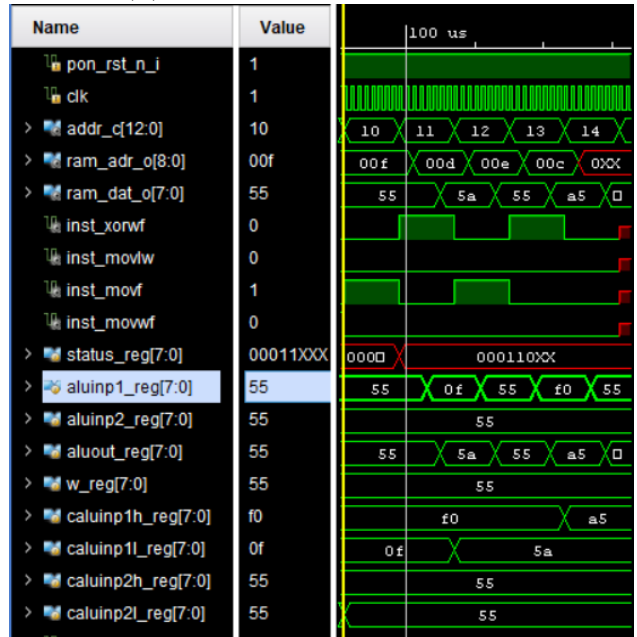 Name Value 100 us
pon_rst_n_i 1
clk 1
addr_c[12:0] 10 10 11 12 13 14
ram_adr_o[8:0] 00f 00f 00d 00e 00c 0XX
ram_dat_o[7:0] 55 55 5a 55 a5
inst_xorwf 0
inst_movlw 0
inst_movf 1
inst_movwf 0
status_reg[7:0] 00011XXX 000 000110XX
aluinp1_reg[7:0] 55 55 0f 55 f0 55
aluinp2_reg[7:0] 55 55
aluout_reg[7:0] 55 55 5a 55 a5
w_reg[7:0] 55 55
caluinp1h_reg[7:0] f0 f0 a5
caluinp1l_reg[7:0] 0f 0f 5a
caluinp2h_reg[7:0] 55 55
caluinp2l_reg[7:0] 55 55